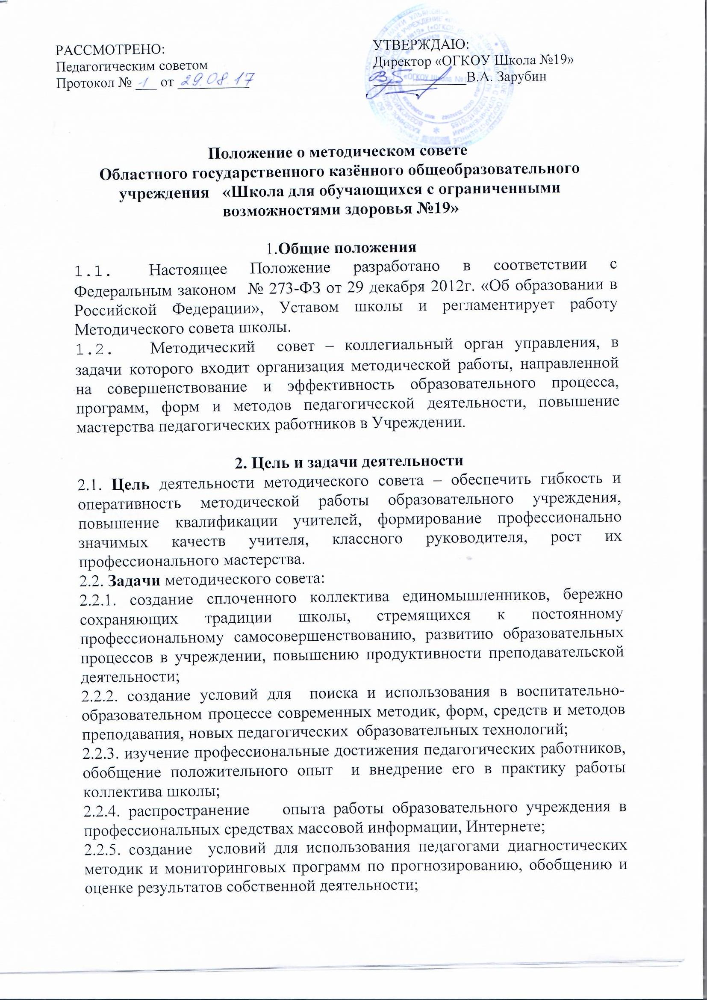 РАССМОТРЕНО:
Педагогическим советом
Протокол № 1 от 29.08.17
УТВЕРЖДАЮ:
Директор «ОГКОУ Школа №19»
В.А. Зарубин
Положение о методическом совете
Областного государственного казённого общеобразовательного
учреждения «Школа для обучающихся с ограниченными
возможностями здоровья №19»
1.Общие положения
1.1. Настоящее Положение разработано в соответствии с
Федеральным законом № 273-ФЗ от 29 декабря 2012г. «Об образовании в
Российской Федерации», Уставом школы и регламентирует работу
Методического совета школы.
1.2. Методический совет – коллегиальный орган управления, в
задачи которого входит организация методической работы, направленной
на совершенствование и эффективность образовательного процесса,
программ, форм и методов педагогической деятельности, повышение
мастерства педагогических работников в Учреждении.
2. Цель и задачи деятельности
2.1. Цель деятельности методического совета – обеспечить гибкость и
оперативность методической работы образовательного учреждения,
повышение квалификации учителей, формирование профессионально
значимых качеств учителя, классного руководителя, рост их
профессионального мастерства.
2.2. Задачи методического совета:
2.2.1. создание сплоченного коллектива единомышленников, бережно
сохраняющих традиции школы, стремящихся к постоянному
профессиональному самосовершенствованию, развитию образовательных
процессов в учреждении, повышению продуктивности преподавательской
деятельности;
2.2.2. создание условий для поиска и использования в воспитательно-
образовательном процессе современных методик, форм, средств и методов
преподавания, новых педагогических образовательных технологий;
2.2.3. изучение профессиональные достижения педагогических работников,
обобщение положительного опыт и внедрение его в практику работы
коллектива школы;
2.2.4. распространение опыта работы образовательного учреждения в
профессиональных средствах массовой информации, Интернете;
2.2.5. создание условий для использования педагогами диагностических
методик и мониторинговых программ по прогнозированию, обобщению и
оценке результатов собственной деятельности;